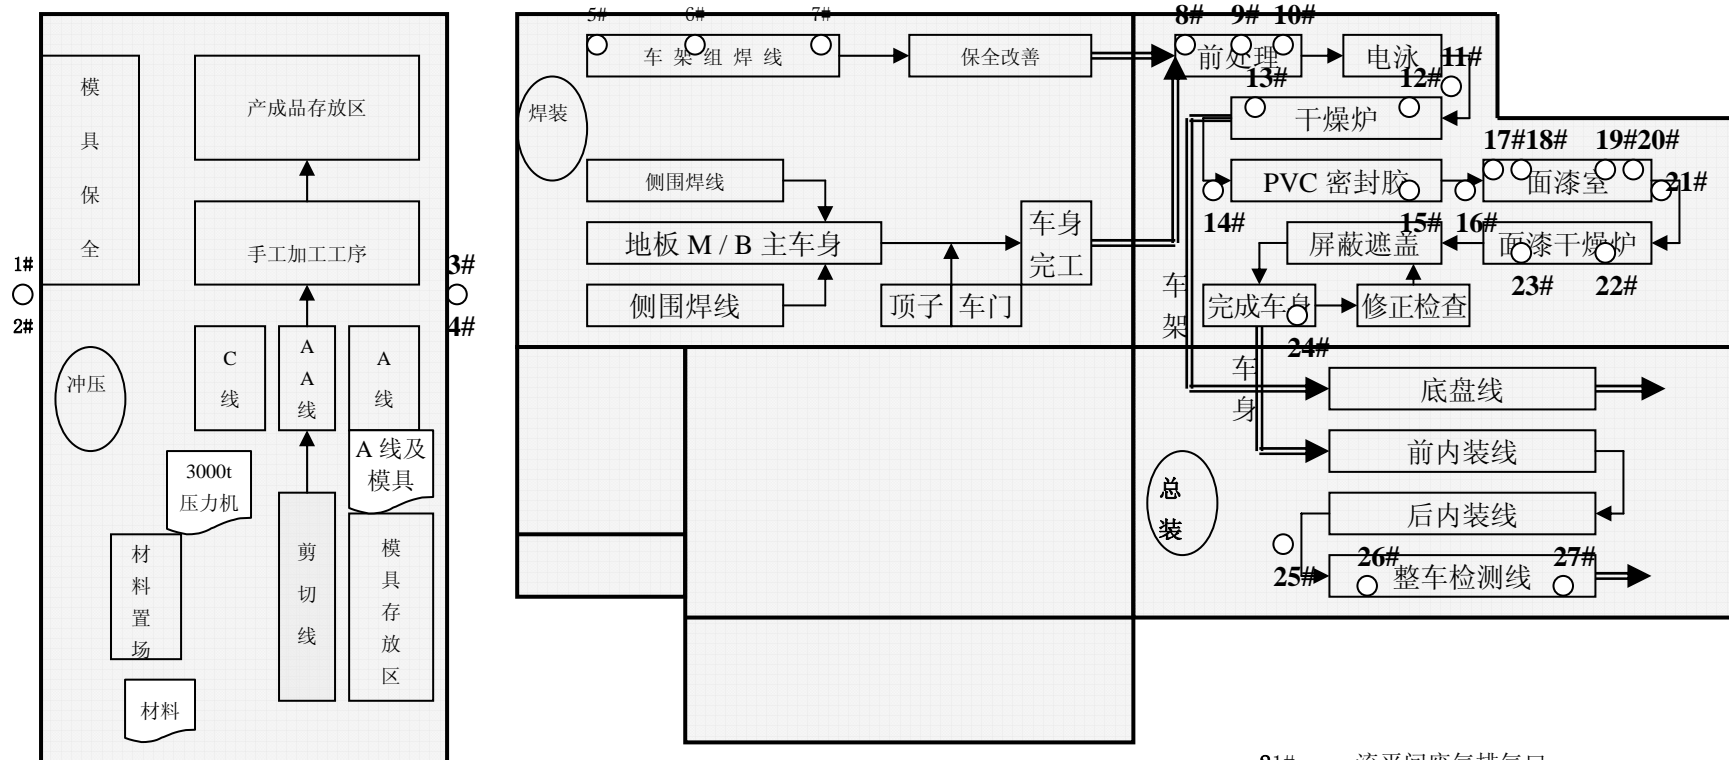 模
具
保
全
产成品存放区
手工加工工序
1#
2#
3#
4#
C
线
A
A
线
A
线
冲压
A 线及
模具
3000t
压力机
材
料
置
场
剪
切
线
模
具
存
放
区
材料
5# 6# 7#
车 架 组 焊 线
保全改善
焊装
侧围焊线
地板 M / B 主车身
侧围焊线
顶子
车门
车身
完工
8# 9# 10#
前处理
电泳
11#
13# 12#
干燥炉
17#18# 19#20#
PVC 密封胶
面漆室
21#
14# 15# 16#
屏蔽遮盖
面漆干燥炉
23# 22#
完成车身
修正检查
24#
车
架
车
身
底盘线
前内装线
后内装线
总
装
25# 26# 27#
整车检测线